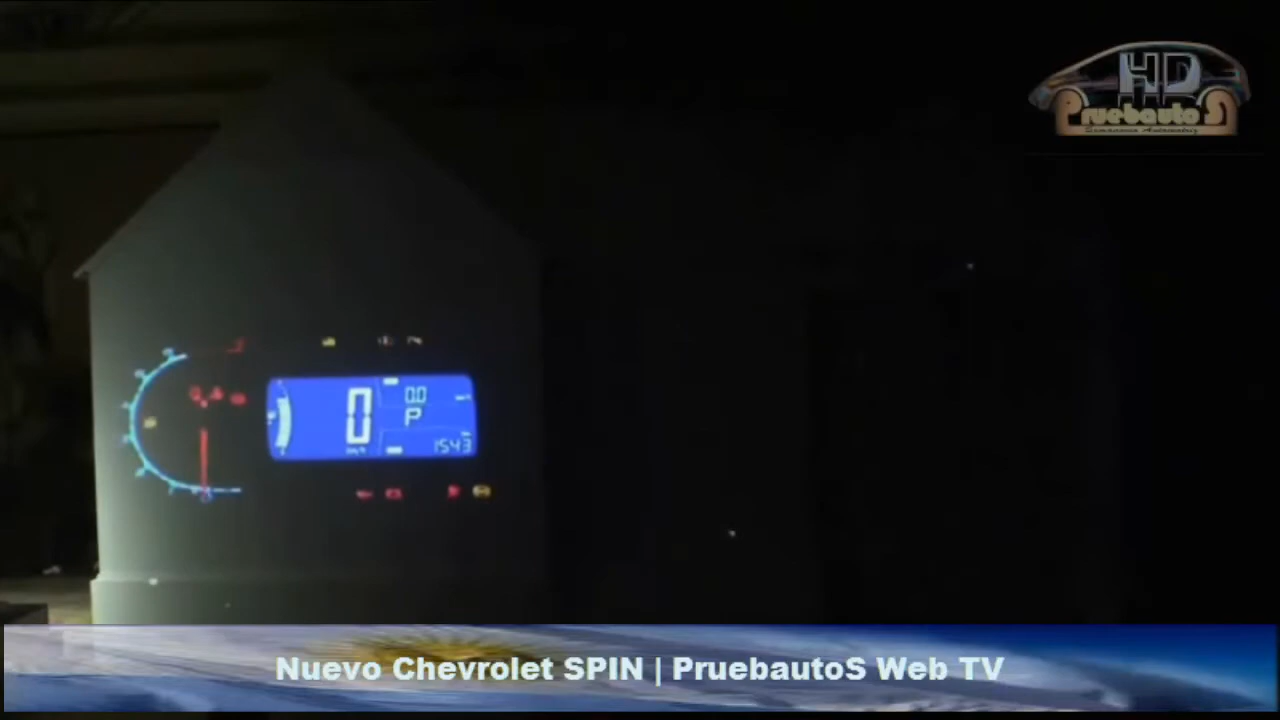 HD
PruebautoS
0
0.0
P
1543
Nuevo Chevrolet SPIN | PruebautoS Web TV